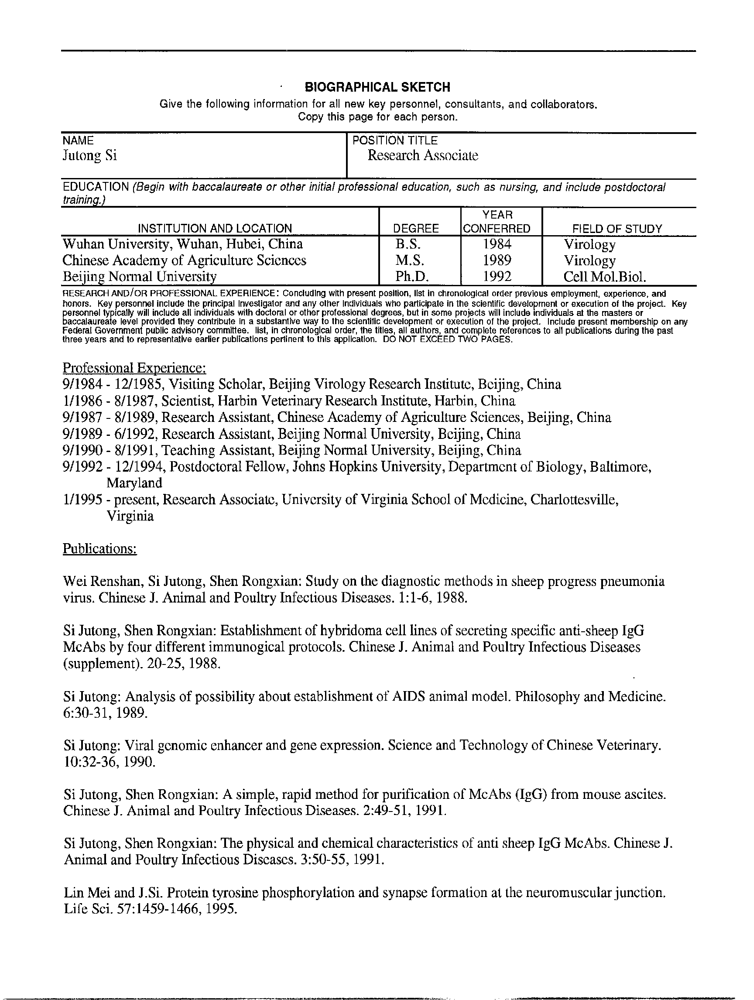 BIOGRAPHICAL SKETCH
Give the following information for all new key personnel, consultants, and collaborators.
Copy this page for each person.
NAME
POSITION TITLE
Jutong Si
Research Associate
EDUCATION (Begin with baccalaureate or other initial professional education, such as nursing, and include postdoctoral
training.)
INSTITUTION AND LOCATION DEGREE YEAR CONFERRED FIELD OF STUDY
Wuhan University, Wuhan, Hubei, China B.S. 1984 Virology
Chinese Academy of Agriculture Sciences M.S. 1989 Virology
Beijing Normal University Ph.D. 1992 Cell Mol.Biol.
RESEARCH AND/OR PROFESSIONAL EXPERIENCE: Concluding with present position, list in chronological order previous employment, experience, and
honors. Key personnel include the principal investigator and any other individuals who participate in the scientific development or execution of the project. Key
personnel typically will include all individuals with doctoral or other professional degrees, but in some projects will include individuals at the masters or
baccalaureate level provided they contribute in a substantive way to the scientific development or execution of the project. Include present membership on any
Federal Government public advisory committee. list, in chronological order, the titles, all authors, and complete references to all publications during the past
three years and to representative earlier publications pertinent to this application. DO NOT EXCEED TWO PAGES.
Professional Experience:
9/1984 - 12/1985, Visiting Scholar, Beijing Virology Research Institute, Beijing, China
1/1986 - 8/1987, Scientist, Harbin Veterinary Research Institute, Harbin, China
9/1987 - 8/1989, Research Assistant, Chinese Academy of Agriculture Sciences, Beijing, China
9/1989 - 6/1992, Research Assistant, Beijing Normal University, Beijing, China
9/1990 - 8/1991, Teaching Assistant, Beijing Normal University, Beijing, China
9/1992 - 12/1994, Postdoctoral Fellow, Johns Hopkins University, Department of Biology, Baltimore,
Maryland
1/1995 - present, Research Associate, University of Virginia School of Medicine, Charlottesville,
Virginia
Publications:
Wei Renshan, Si Jutong, Shen Rongxian: Study on the diagnostic methods in sheep progress pneumonia
virus. Chinese J. Animal and Poultry Infectious Diseases. 1:1-6, 1988.
Si Jutong, Shen Rongxian: Establishment of hybridoma cell lines of secreting specific anti-sheep IgG
McAbs by four different immunogical protocols. Chinese J. Animal and Poultry Infectious Diseases
(supplement). 20-25, 1988.
Si Jutong: Analysis of possibility about establishment of AIDS animal model. Philosophy and Medicine.
6:30-31, 1989.
Si Jutong: Viral genomic enhancer and gene expression. Science and Technology of Chinese Veterinary.
10:32-36, 1990.
Si Jutong, Shen Rongxian: A simple, rapid method for purification of McAbs (IgG) from mouse ascites.
Chinese J. Animal and Poultry Infectious Diseases. 2:49-51, 1991.
Si Jutong, Shen Rongxian: The physical and chemical characteristics of anti sheep IgG McAbs. Chinese J.
Animal and Poultry Infectious Diseases. 3:50-55, 1991.
Lin Mei and J.Si. Protein tyrosine phosphorylation and synapse formation at the neuromuscular junction.
Life Sci. 57:1459-1466, 1995.